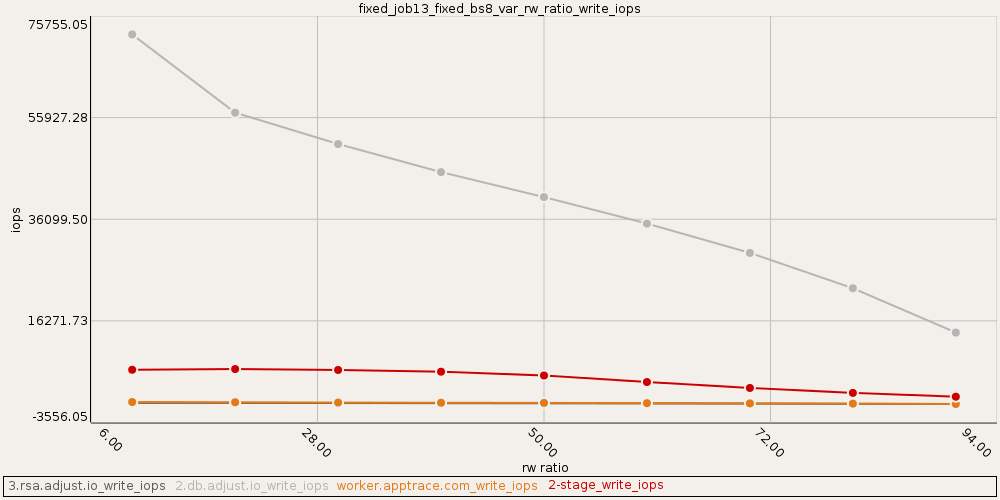 fixed_job13_fixed_bs8_var_rw_ratio_write_iops
75755.05
55927.28
36099.50
16271.73
-3556.05
iops
6.00 28.00 50.00 72.00 94.00
rw ratio
3.rsa.adjust.io_write_iops 2.db.adjust.io_write_iops worker.apptrace.com_write_iops 2-stage_write_iops